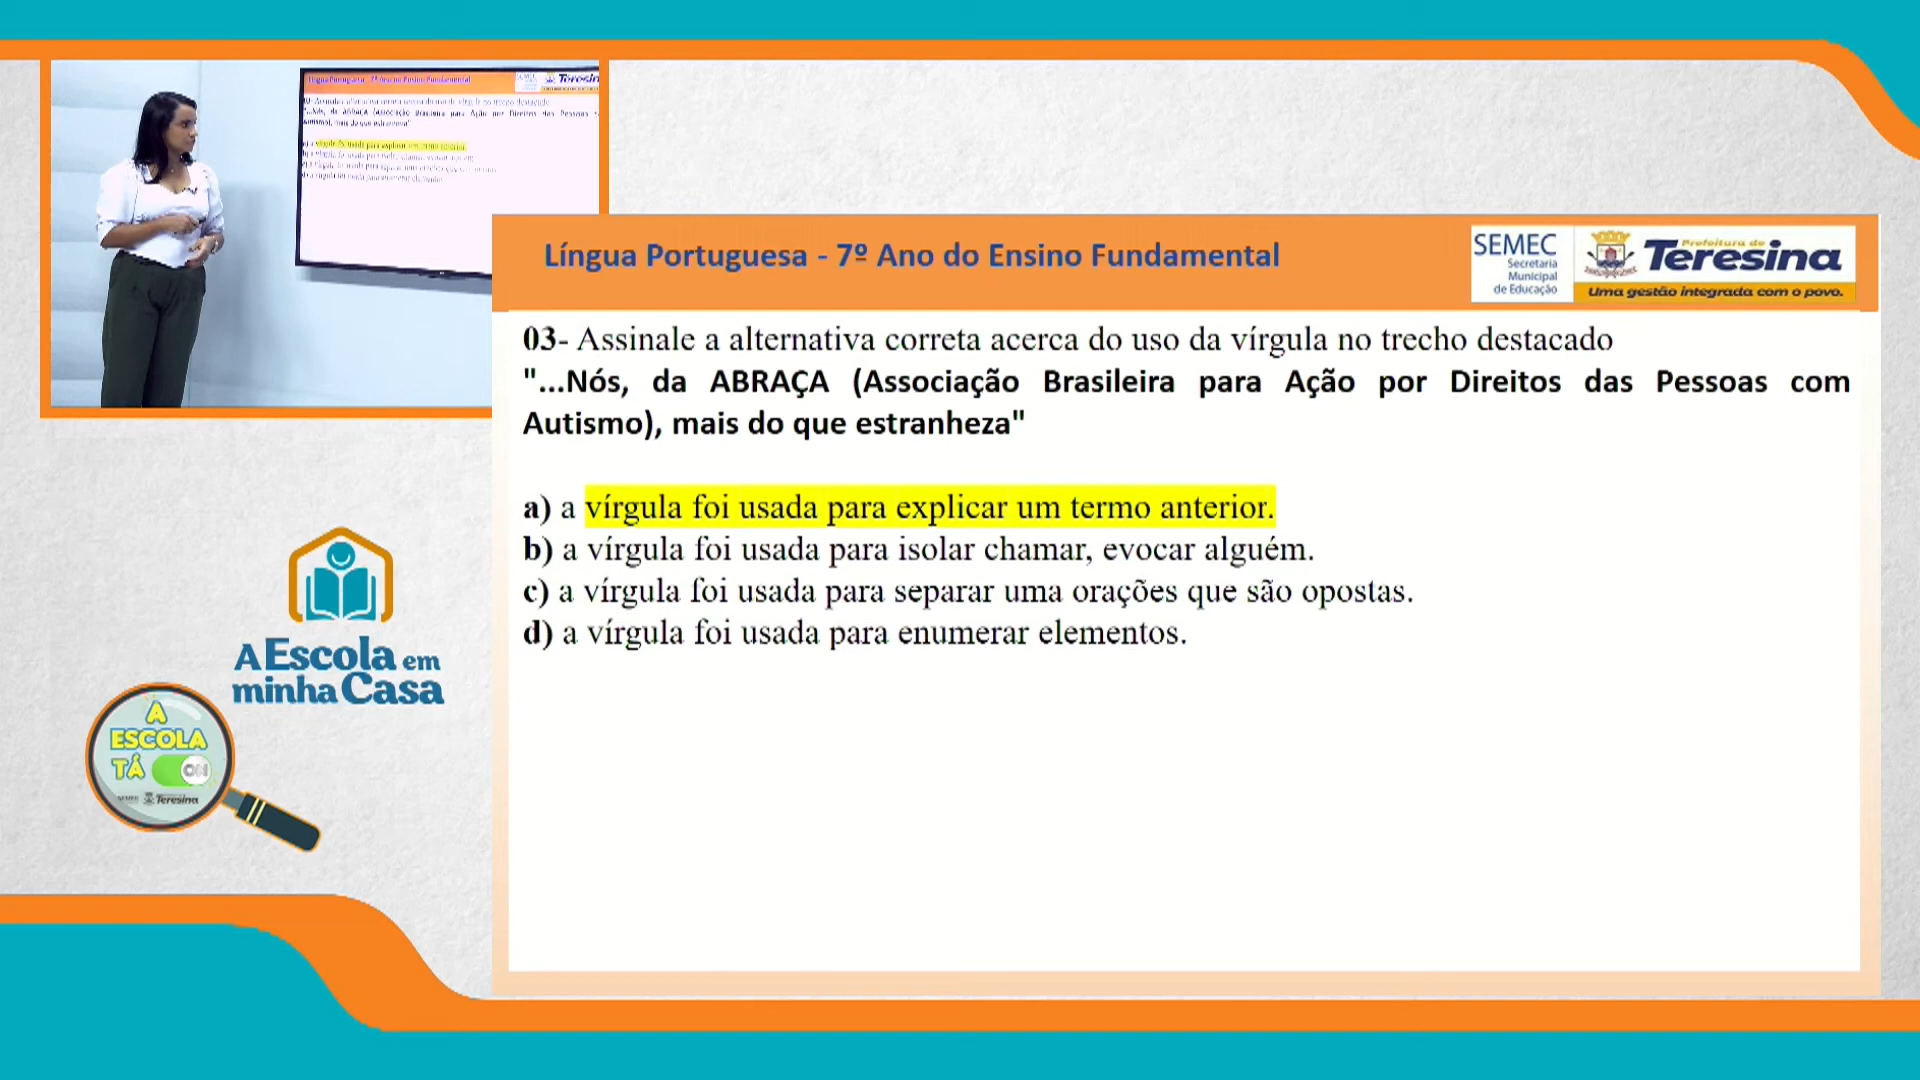 Língua Portuguesa - 7º Ano do Ensino Fundamental
SEMEC
Secretaria
Municipal
de Educação
Prefeitura de
Teresina
Uma gestão integrada com o povo.
03- Assinale a alternativa correta acerca do uso da vírgula no trecho destacado
"...Nós, da ABRAÇA (Associação Brasileira para Ação por Direitos das Pessoas com
Autismo), mais do que estranheza"
a) a vírgula foi usada para explicar um termo anterior.
b) a vírgula foi usada para isolar chamar, evocar alguém.
c) a vírgula foi usada para separar uma orações que são opostas.
d) a vírgula foi usada para enumerar elementos.
A Escola em
minha Casa
A
ESCOLA
TÁ ON
SEMEC Teresina